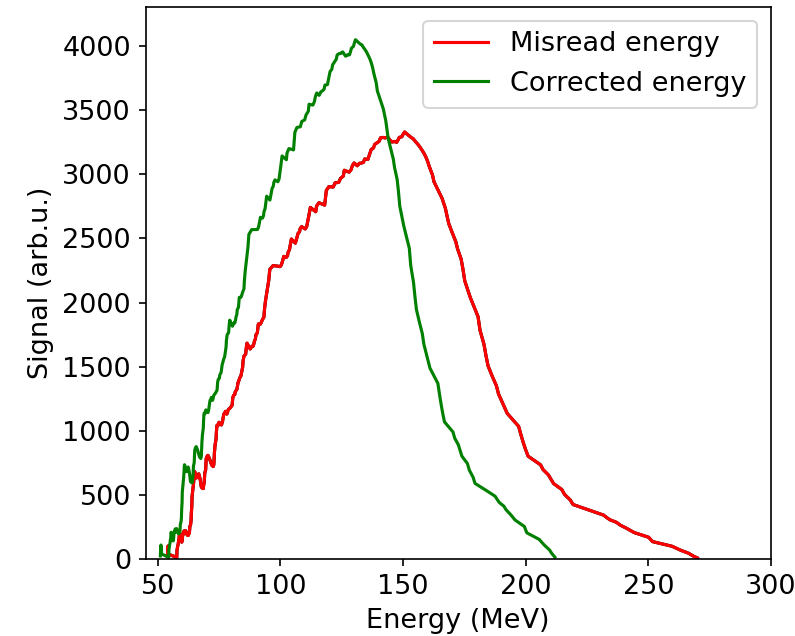 Misread energy
Corrected energy
4000
3500
3000
2500
2000
1500
1000
500
0
Signal (arb.u.)
50 100 150 200 250 300
Energy (MeV)